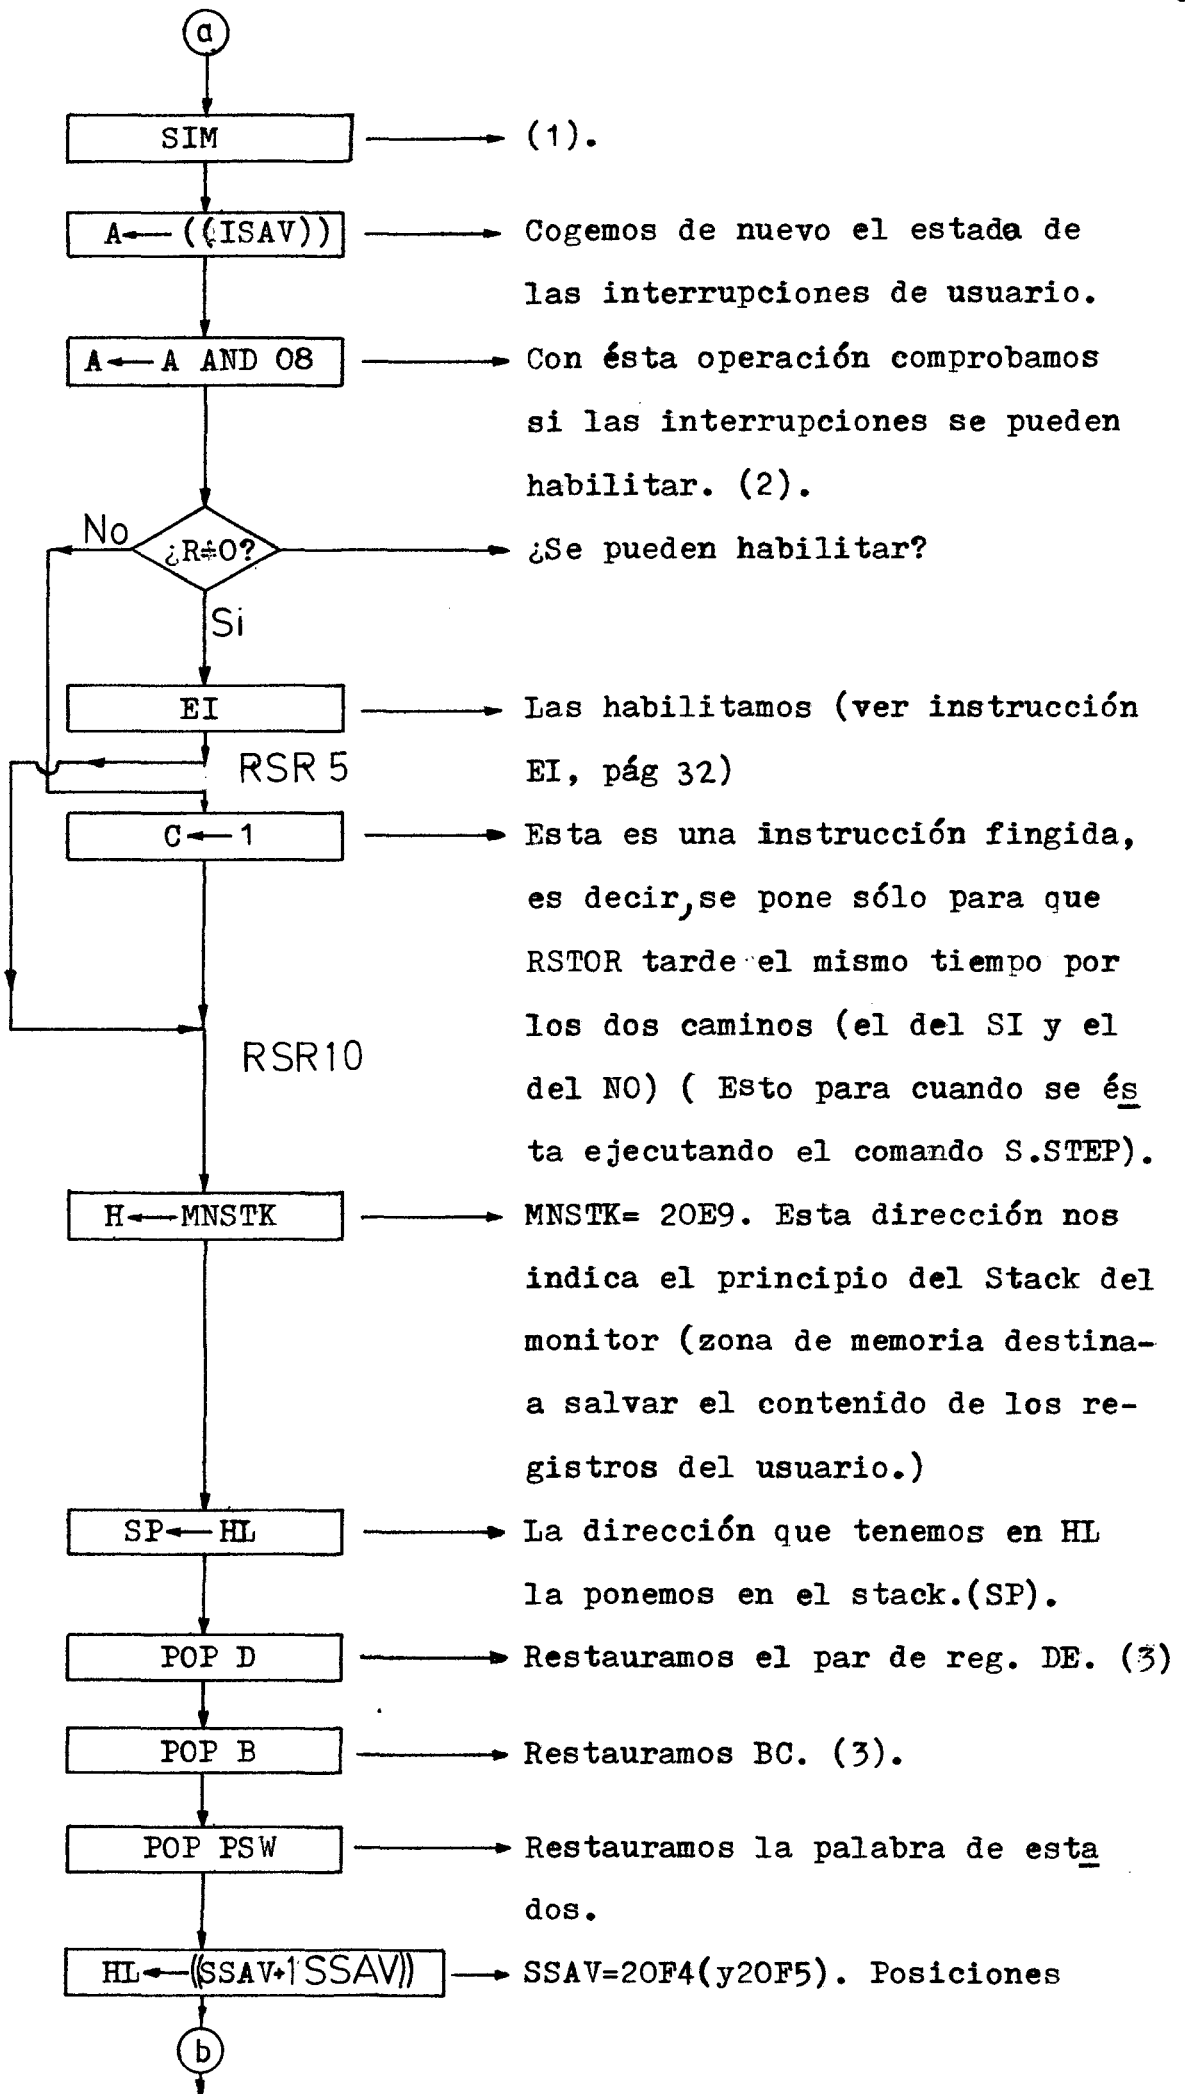 a
SIM (1).
A ((ISAV)) Cogemos de nuevo el estado de
las interrupciones de usuario.
A A AND 08 Con ésta operación comprobamos
si las interrupciones se pueden
habilitar. (2).
No ¿R≠0? ¿Se pueden habilitar?
Si
EI Las habilitamos (ver instrucción
RSR 5 EI, pág 32)
C 1 Esta es una instrucción fingida,
es decir, se pone sólo para que
RSTOR tarde el mismo tiempo por
los dos caminos (el del SI y el
RSR10
del NO) ( Esto para cuando se és
ta ejecutando el comando S.STEP).
H MNSTK MNSTK= 20E9. Esta dirección nos
indica el principio del Stack del
monitor (zona de memoria destina-
a salvar el contenido de los re-
gistros del usuario.)
SP HL La dirección que tenemos en HL
la ponemos en el stack.(SP).
POP D Restauramos el par de reg. DE. (3)
POP B Restauramos BC. (3).
POP PSW Restauramos la palabra de esta
dos.
HL ((SSAV+1 SSAV)) SSAV=20F4(y20F5). Posiciones
b